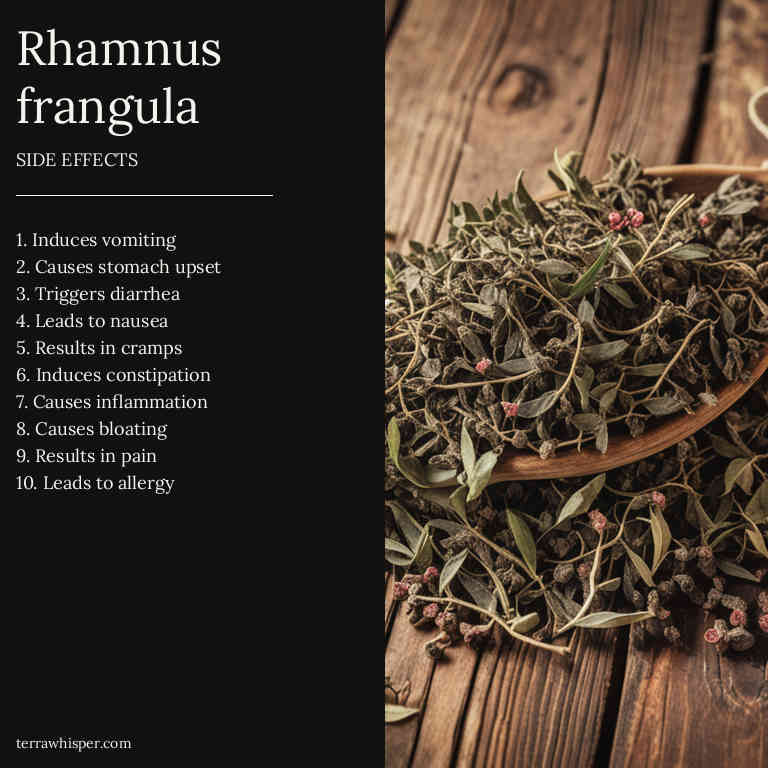 Rhamnus
frangula
SIDE EFFECTS
1. Induces vomiting
2. Causes stomach upset
3. Triggers diarrhea
4. Leads to nausea
5. Results in cramps
6. Induces constipation
7. Causes inflammation
8. Causes bloating
9. Results in pain
10. Leads to allergy
terrawhisper.com